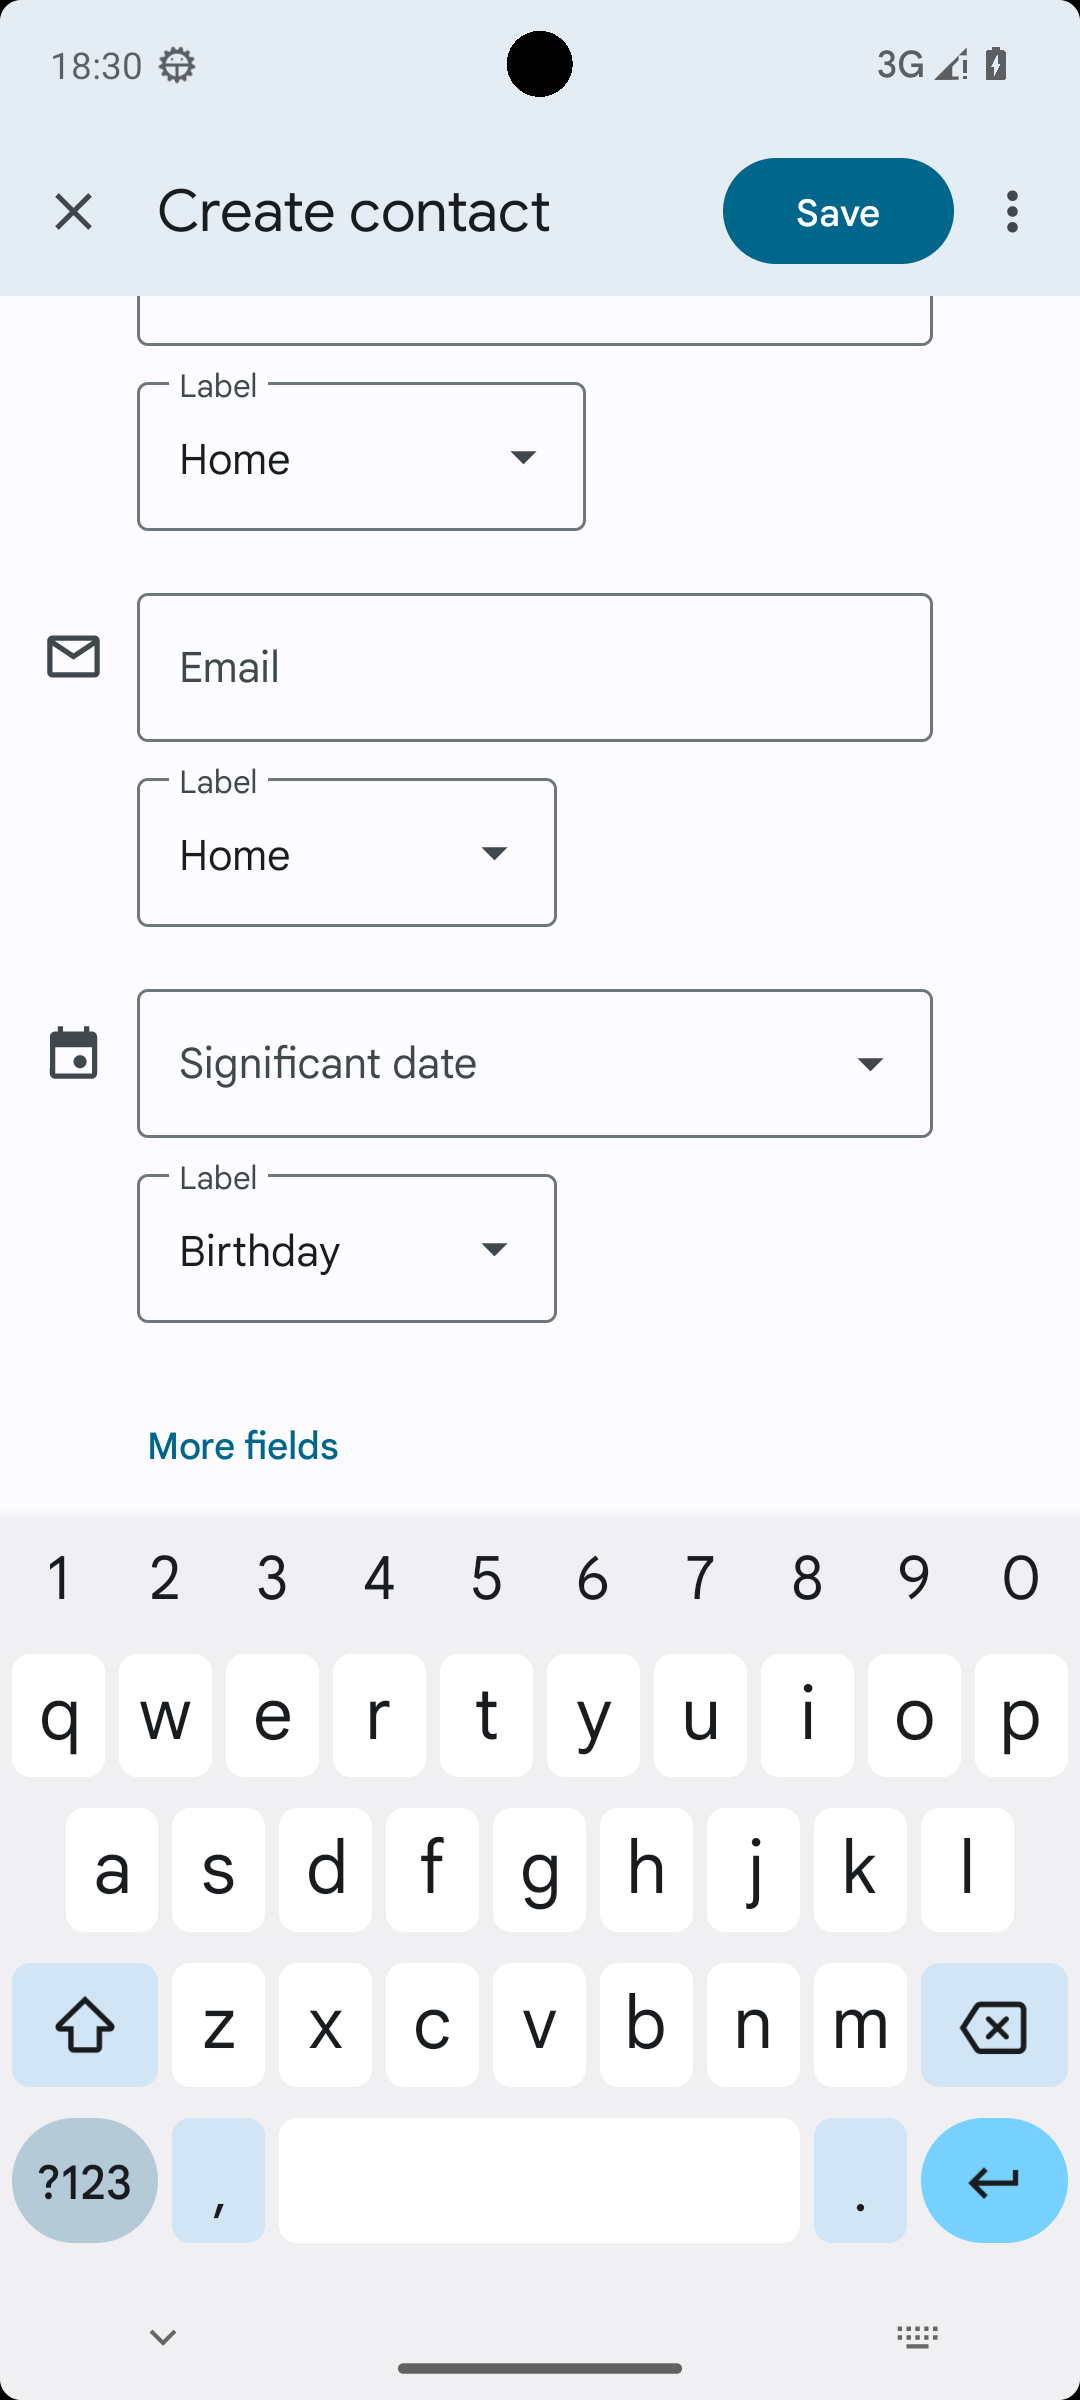 18:30
3G
Create contact
Save
Label
Home
Email
Label
Home
Significant date
Label
Birthday
More fields
1 2 3 4 5 6 7 8 9 0
q w e r t y u i o p
a s d f g h j k l
z x c v b n m
?123 , .